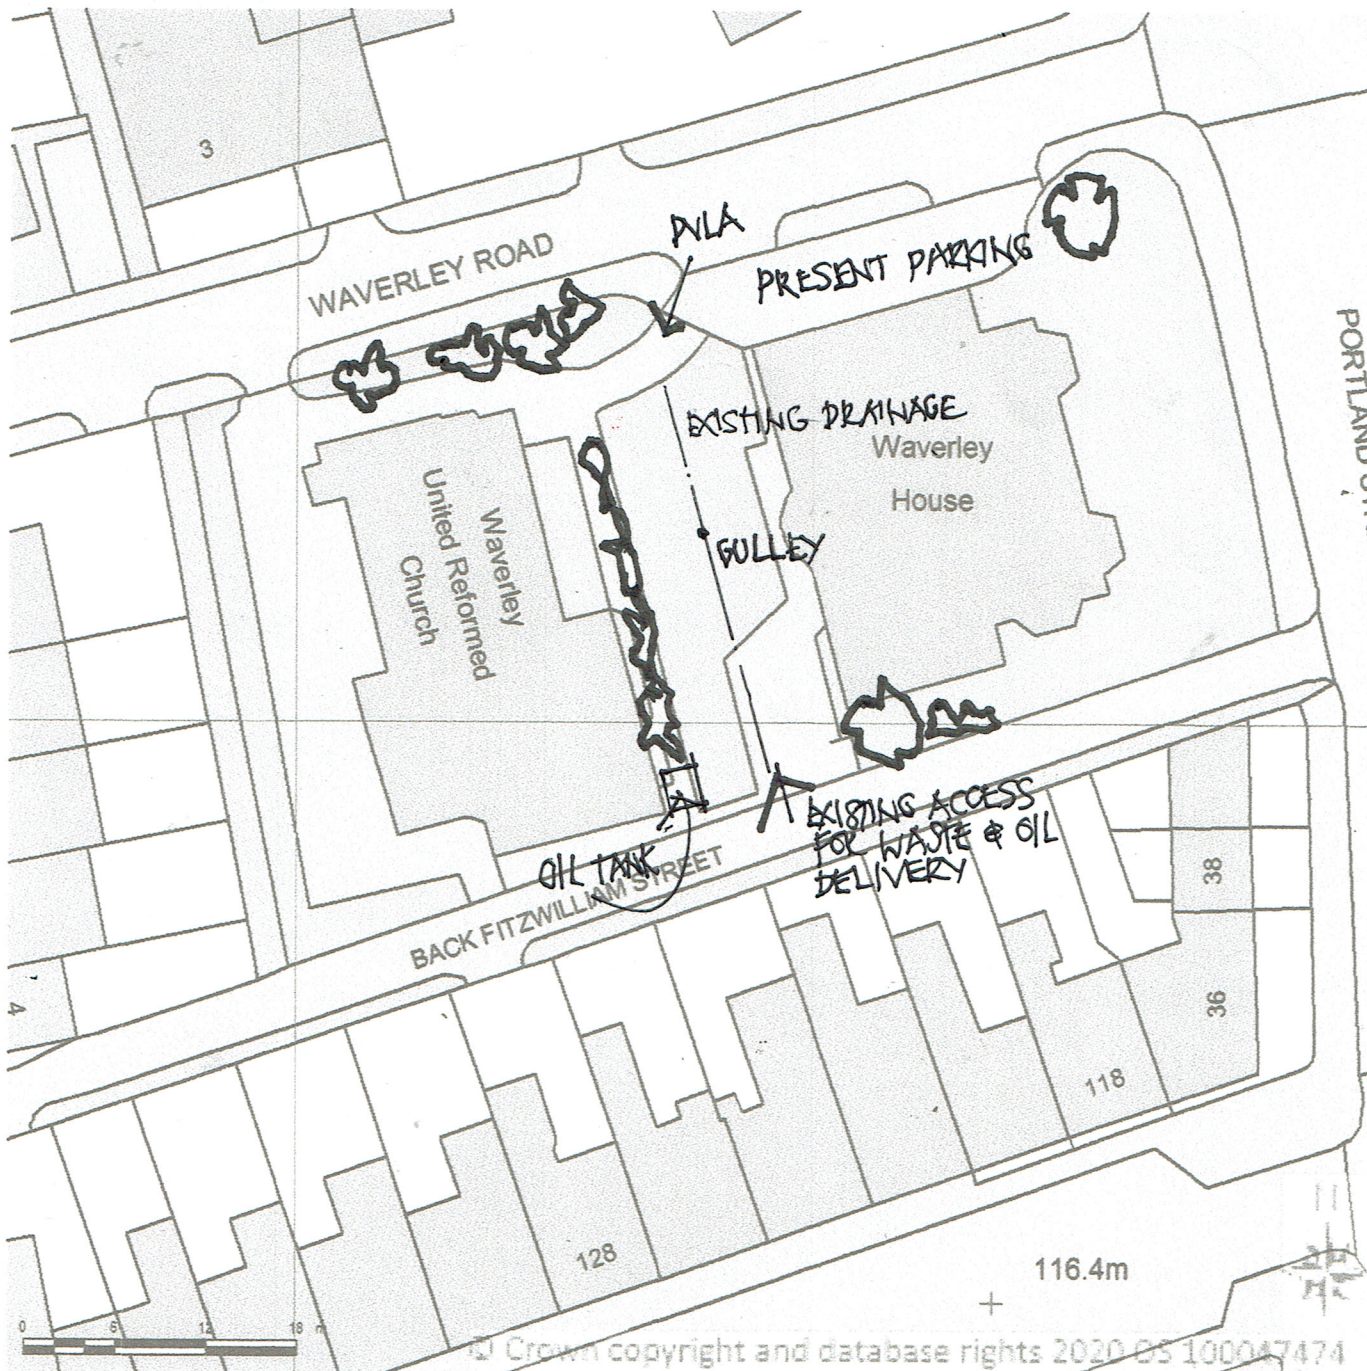 3
WAVERLEY ROAD
PVLA
PRESENT PARKING
EXISTING DRAINAGE
Waverley
House
Waverley
United Reformed
Church
GULLEY
OIL TANK
EXISTING ACCESS
FOR WASTE & OIL
DELIVERY
BACK FITZWILLIAM STREET
PORTLAND
38
36
4
118
128
116.4m
0 6 12 18 m
© Crown copyright and database rights 2020 OS 100047474